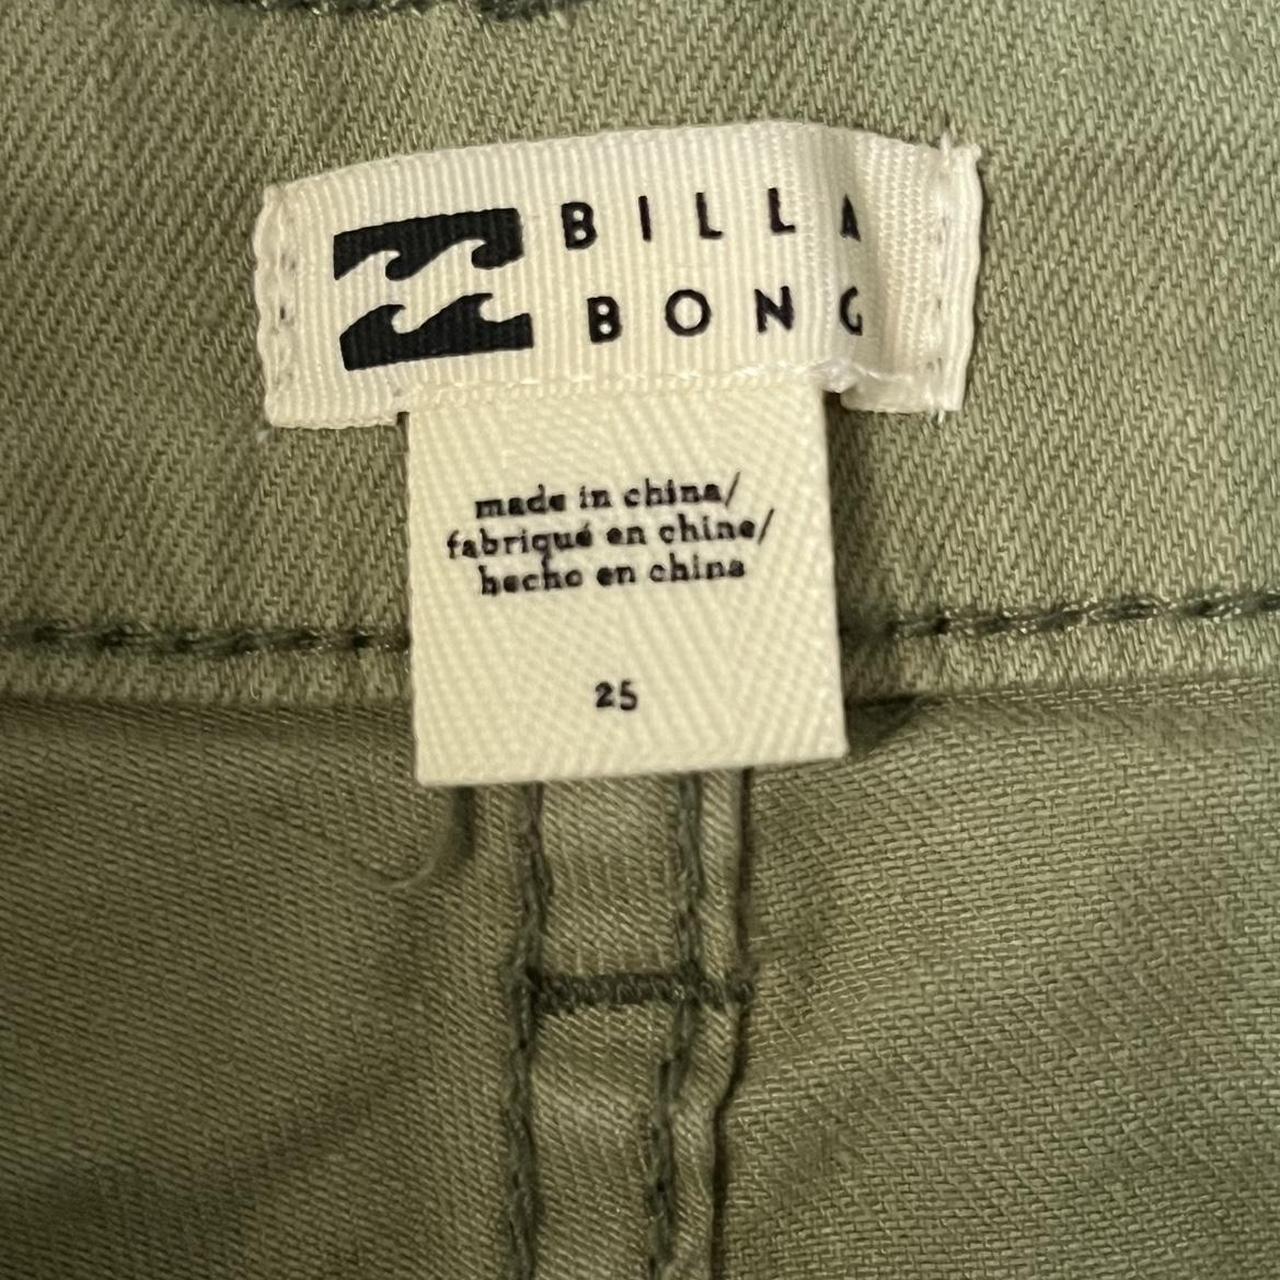 BILLA
BONG
made in china/
fabriqué en chine/
hecho en china
25